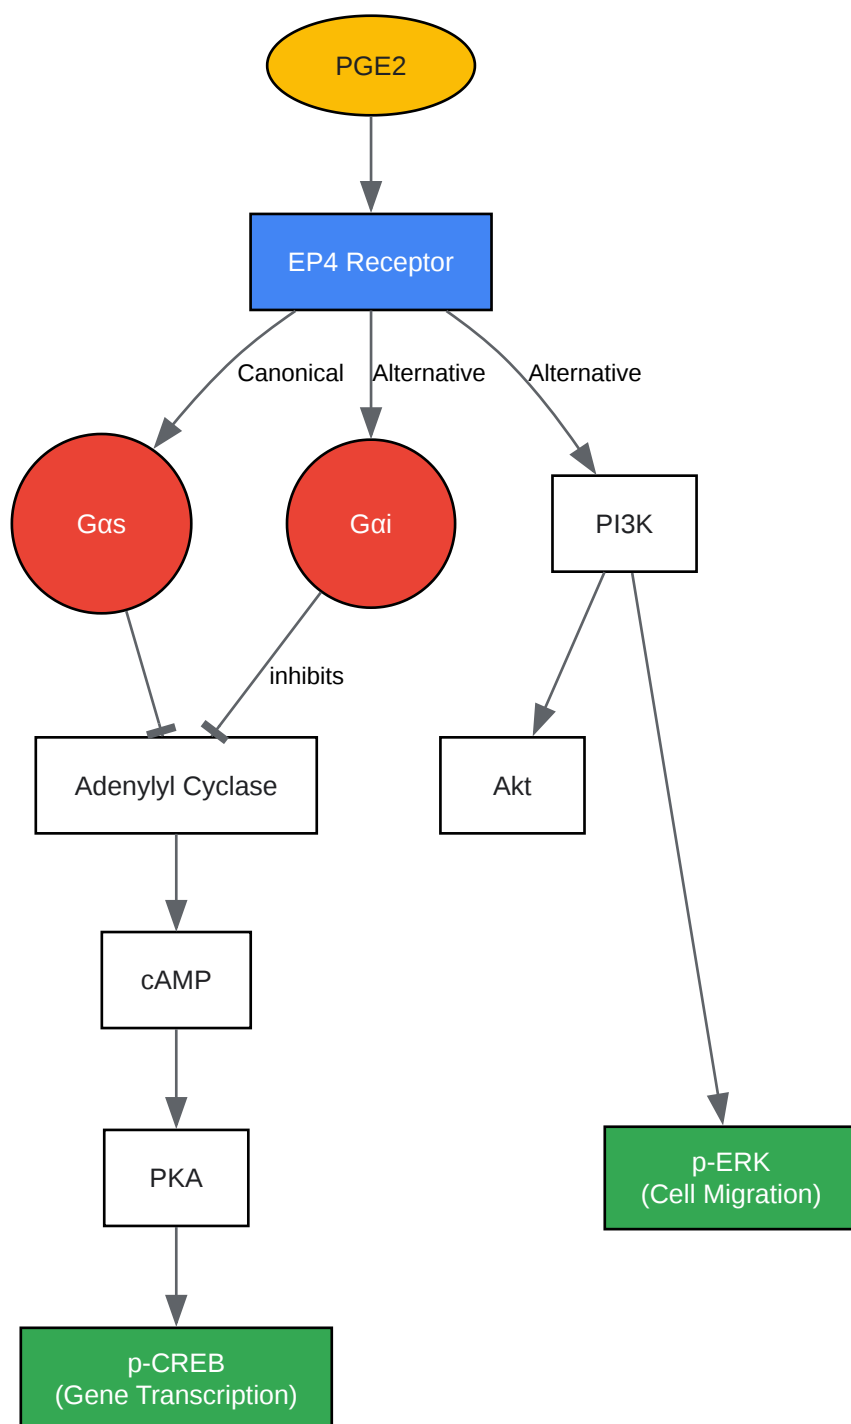 PGE2
EP4 Receptor
Canonical
Alternative
Alternative
Gαs
Gαi
PI3K
inhibits
Adenylyl Cyclase
Akt
cAMP
PKA
p-ERK
(Cell Migration)
p-CREB
(Gene Transcription)